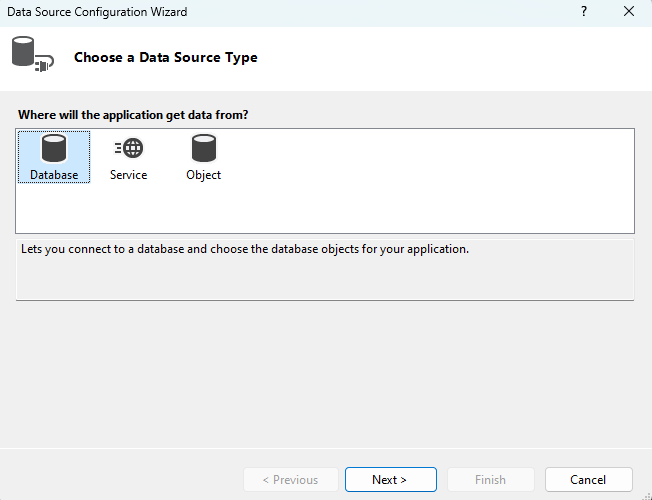 Data Source Configuration Wizard
?
Choose a Data Source Type
Where will the application get data from?
Database Service Object
Lets you connect to a database and choose the database objects for your application.
< Previous Next > Finish Cancel